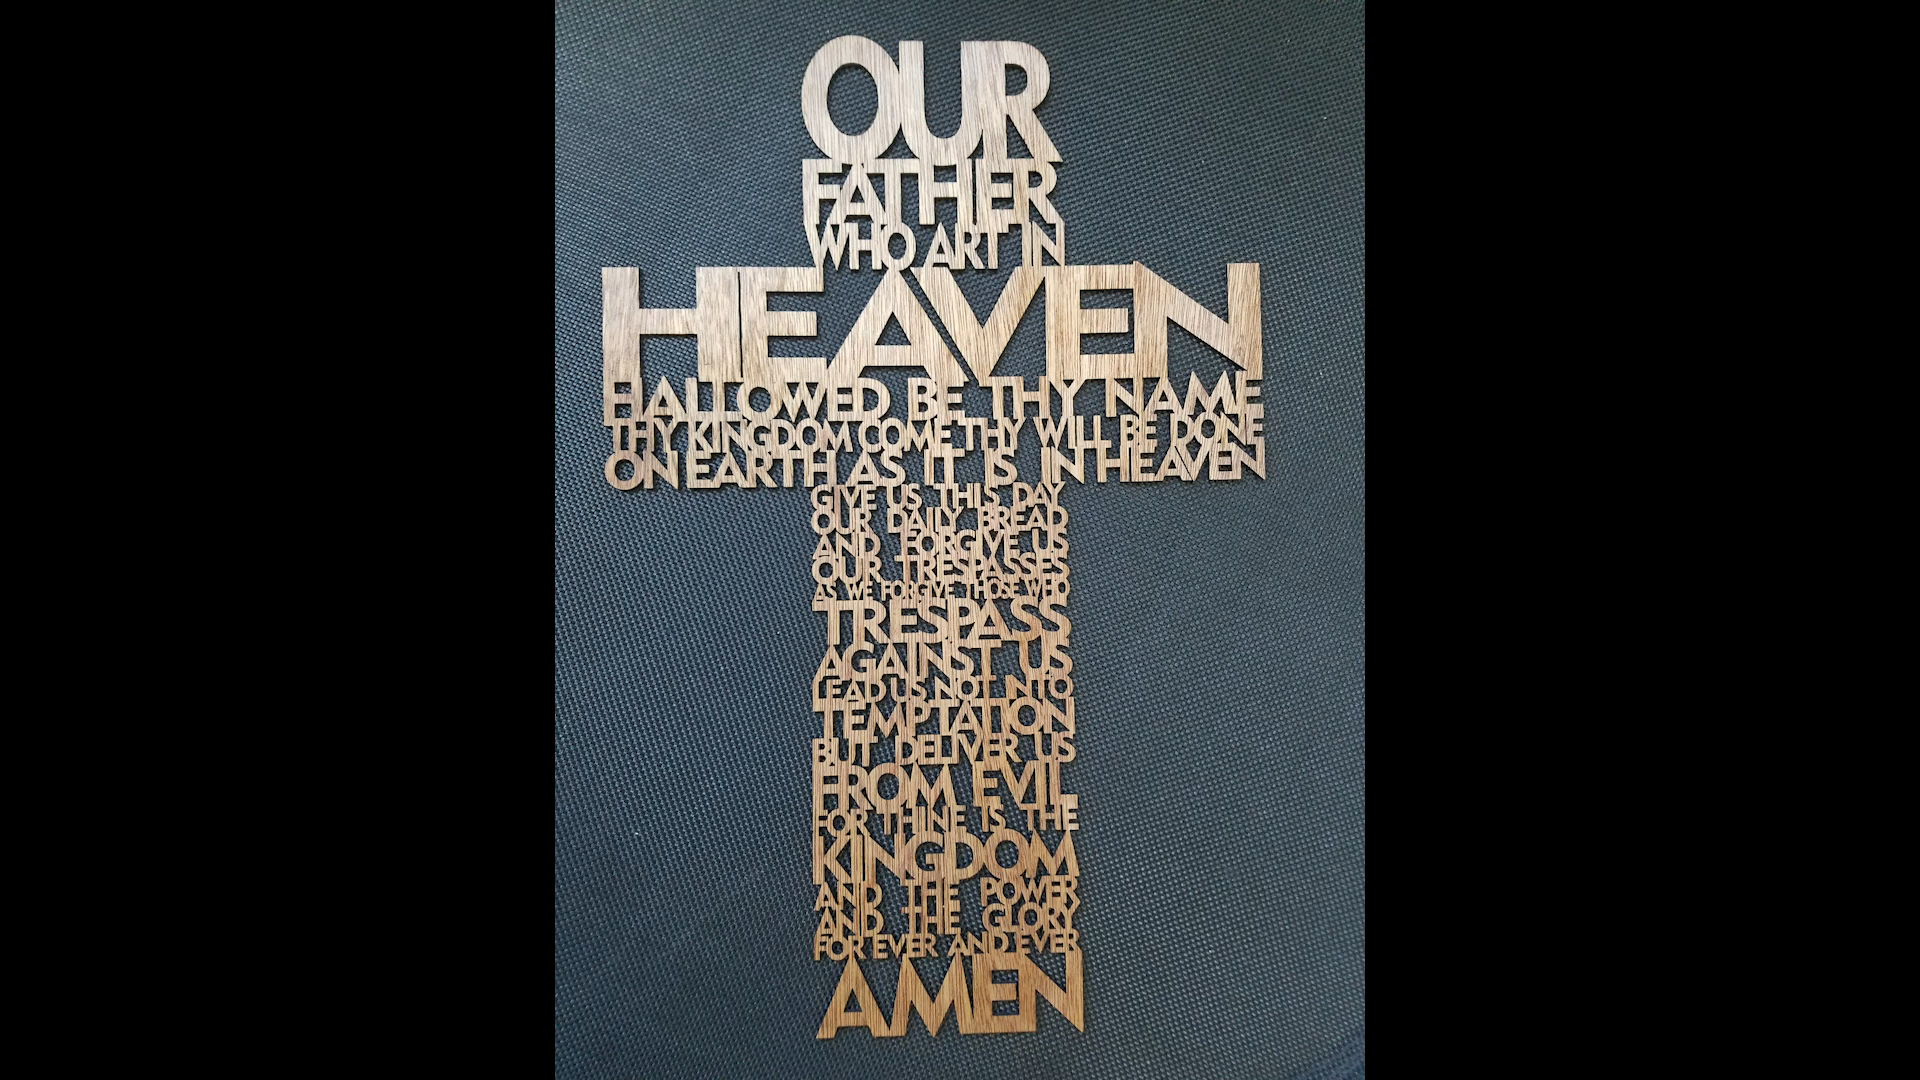 OUR
FATHER
WHO ART IN
HEAVEN
HALLOWED BE THY NAME
THY KINGDOM COME THY WILL BE DONE
ON EARTH AS IT IS IN HEAVEN
GIVE US THIS DAY
OUR DAILY BREAD
AND FORGIVE US
OUR TRESPASSES
AS WE FORGIVE THOSE WHO
TRESPASS
AGAINST US
LEAD US NOT INTO
TEMPTATION
BUT DELIVER US
FROM EVIL
FOR THINE IS THE
KINGDOM
AND THE POWER
AND THE GLORY
FOR EVER AND EVER
AMEN